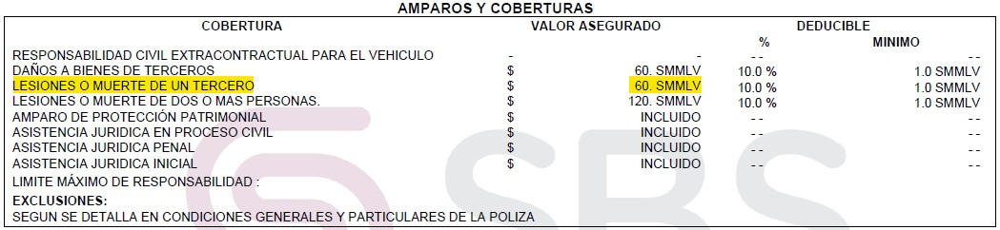 AMPAROS Y COBERTURAS
COBERTURA VALOR ASEGURADO DEDUCIBLE
% MINIMO
RESPONSABILIDAD CIVIL EXTRACONTRACTUAL PARA EL VEHICULO - - - -
DAÑOS A BIENES DE TERCEROS $ 60. SMMLV 10.0 % 1.0 SMMLV
LESIONES O MUERTE DE UN TERCERO $ 60. SMMLV 10.0 % 1.0 SMMLV
LESIONES O MUERTE DE DOS O MAS PERSONAS. $ 120. SMMLV 10.0 % 1.0 SMMLV
AMPARO DE PROTECCIÓN PATRIMONIAL $ INCLUIDO - - - -
ASISTENCIA JURIDICA EN PROCESO CIVIL $ INCLUIDO - - - -
ASISTENCIA JURIDICA PENAL $ INCLUIDO - - - -
ASISTENCIA JURIDICA INICIAL $ INCLUIDO - - - -
LIMITE MÁXIMO DE RESPONSABILIDAD :
EXCLUSIONES:
SEGUN SE DETALLA EN CONDICIONES GENERALES Y PARTICULARES DE LA POLIZA
SBS